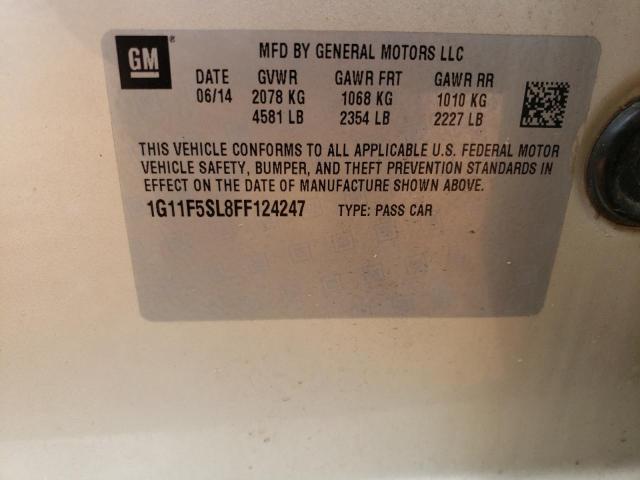 GM® MFD BY GENERAL MOTORS LLC
DATE GVWR GAWR FRT GAWR RR
06/14 2078 KG 1068 KG 1010 KG
4581 LB 2354 LB 2227 LB
THIS VEHICLE CONFORMS TO ALL APPLICABLE U.S. FEDERAL MOTOR
VEHICLE SAFETY, BUMPER, AND THEFT PREVENTION STANDARDS IN
EFFECT ON THE DATE OF MANUFACTURE SHOWN ABOVE.
1G11F5SL8FF124247 TYPE: PASS CAR